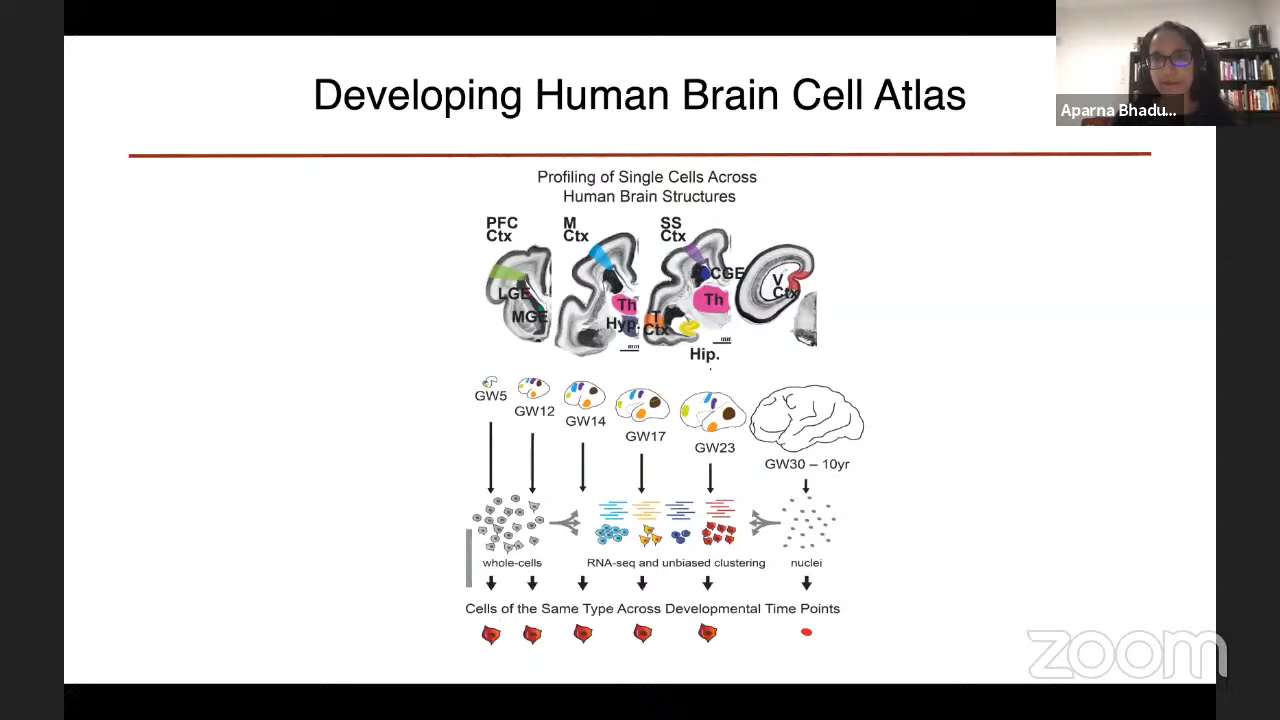 Developing Human Brain Cell Atlas
Aparna Bhadu...
Profiling of Single Cells Across
Human Brain Structures
PFC
Ctx
M
Ctx
SS
Ctx
LGE
MGE
Th
Hyp.
CGE
Th
T
Ctx
V
Ctx
Hip.
GW5
GW12
GW14
GW17
GW23
GW30 – 10yr
whole-cells
RNA-seq and unbiased clustering
nuclei
Cells of the Same Type Across Developmental Time Points
zoom